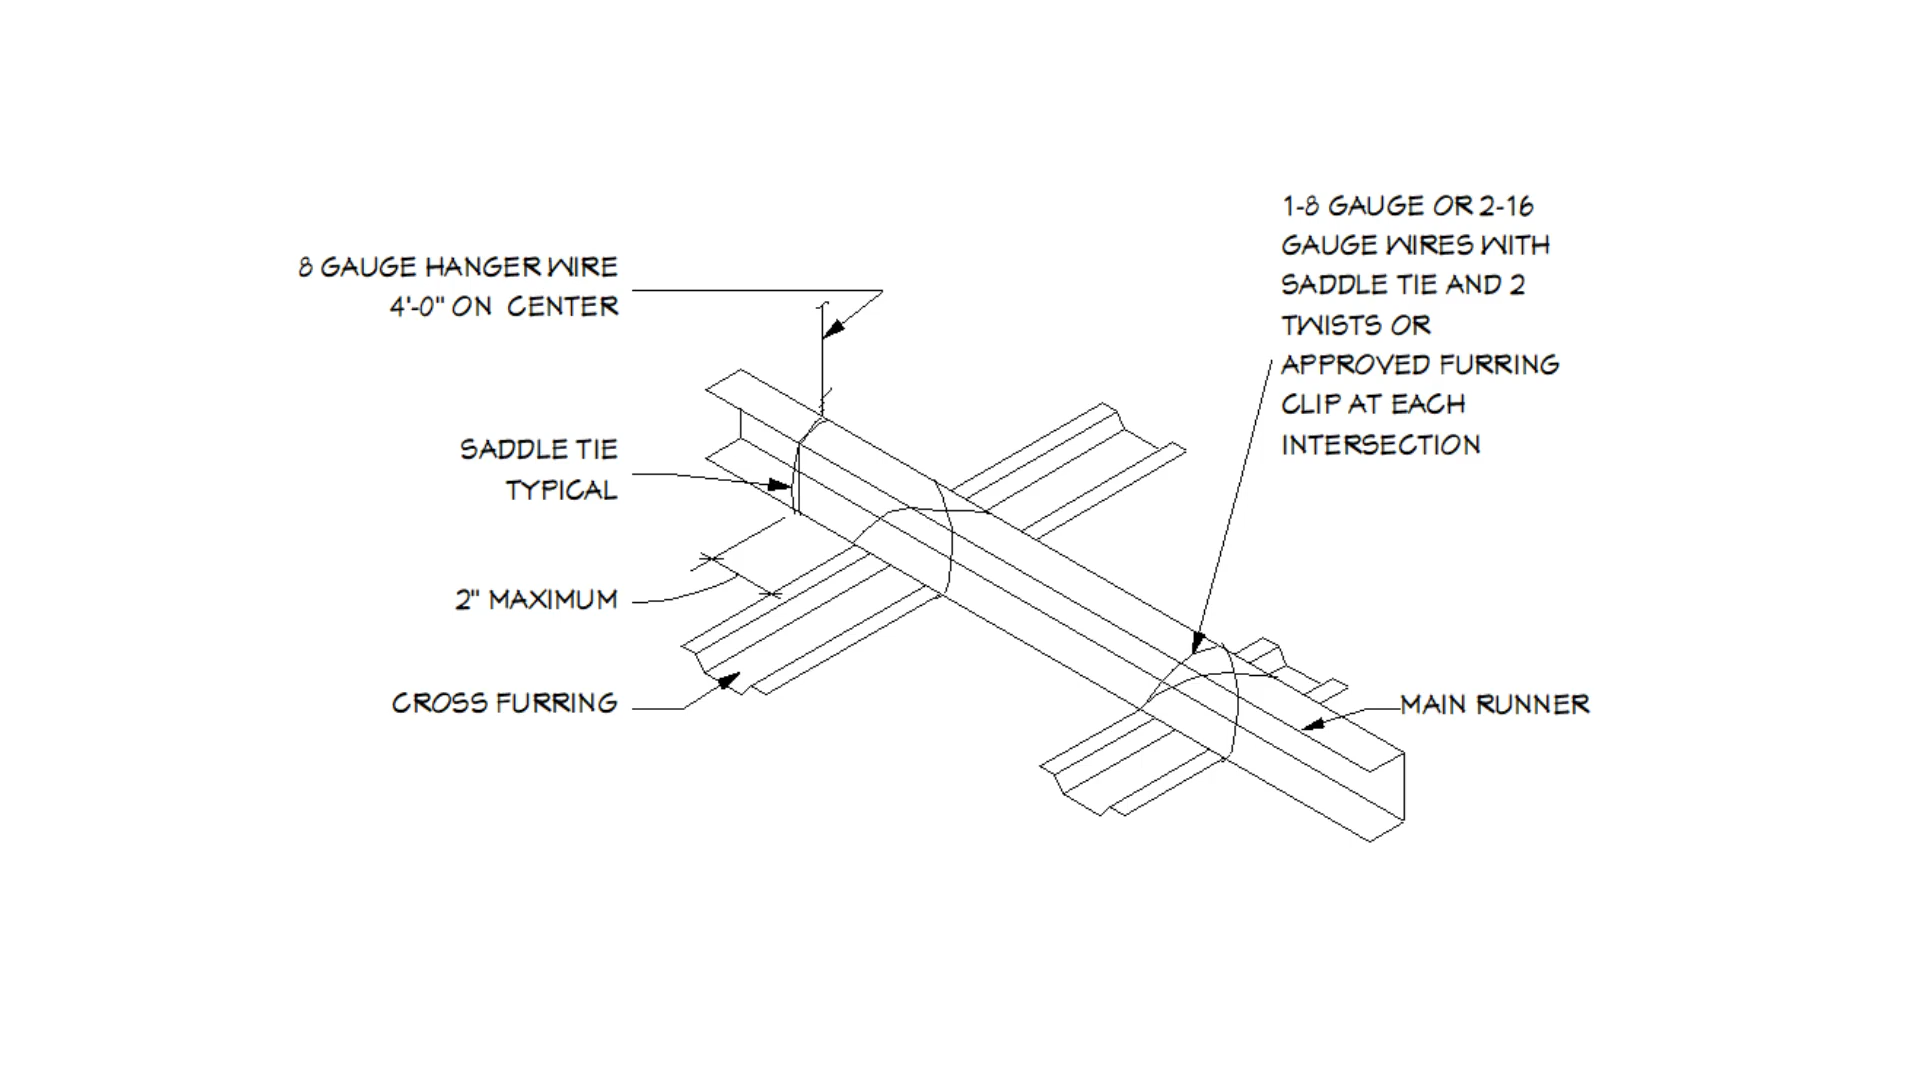 8 GAUGE HANGER WIRE
4'-0" ON CENTER
SADDLE TIE
TYPICAL
2" MAXIMUM
CROSS FURRING
1-8 GAUGE OR 2-16
GAUGE WIRES WITH
SADDLE TIE AND 2
TWISTS OR
APPROVED FURRING
CLIP AT EACH
INTERSECTION
MAIN RUNNER